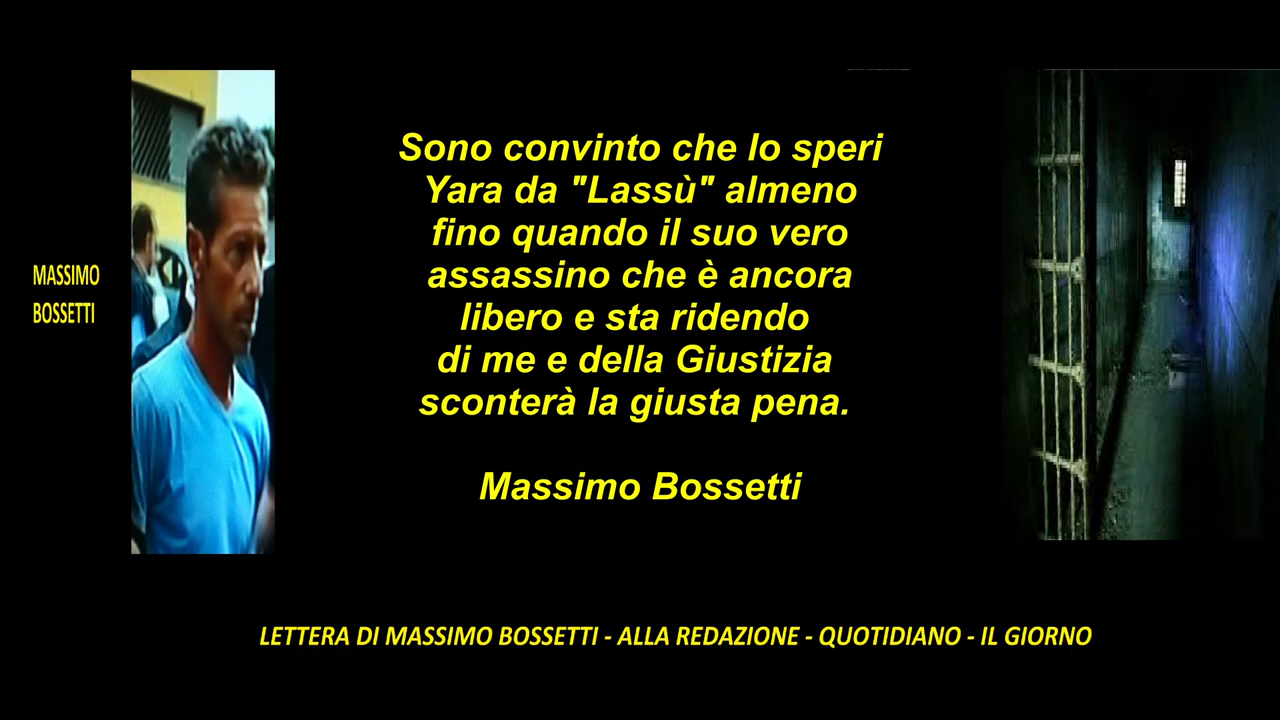 MASSIMO
BOSSETTI
Sono convinto che lo speri
Yara da "Lassù" almeno
fino quando il suo vero
assassino che è ancora
libero e sta ridendo
di me e della Giustizia
sconterà la giusta pena.
Massimo Bossetti
LETTERA DI MASSIMO BOSSETTI - ALLA REDAZIONE - QUOTIDIANO - IL GIORNO